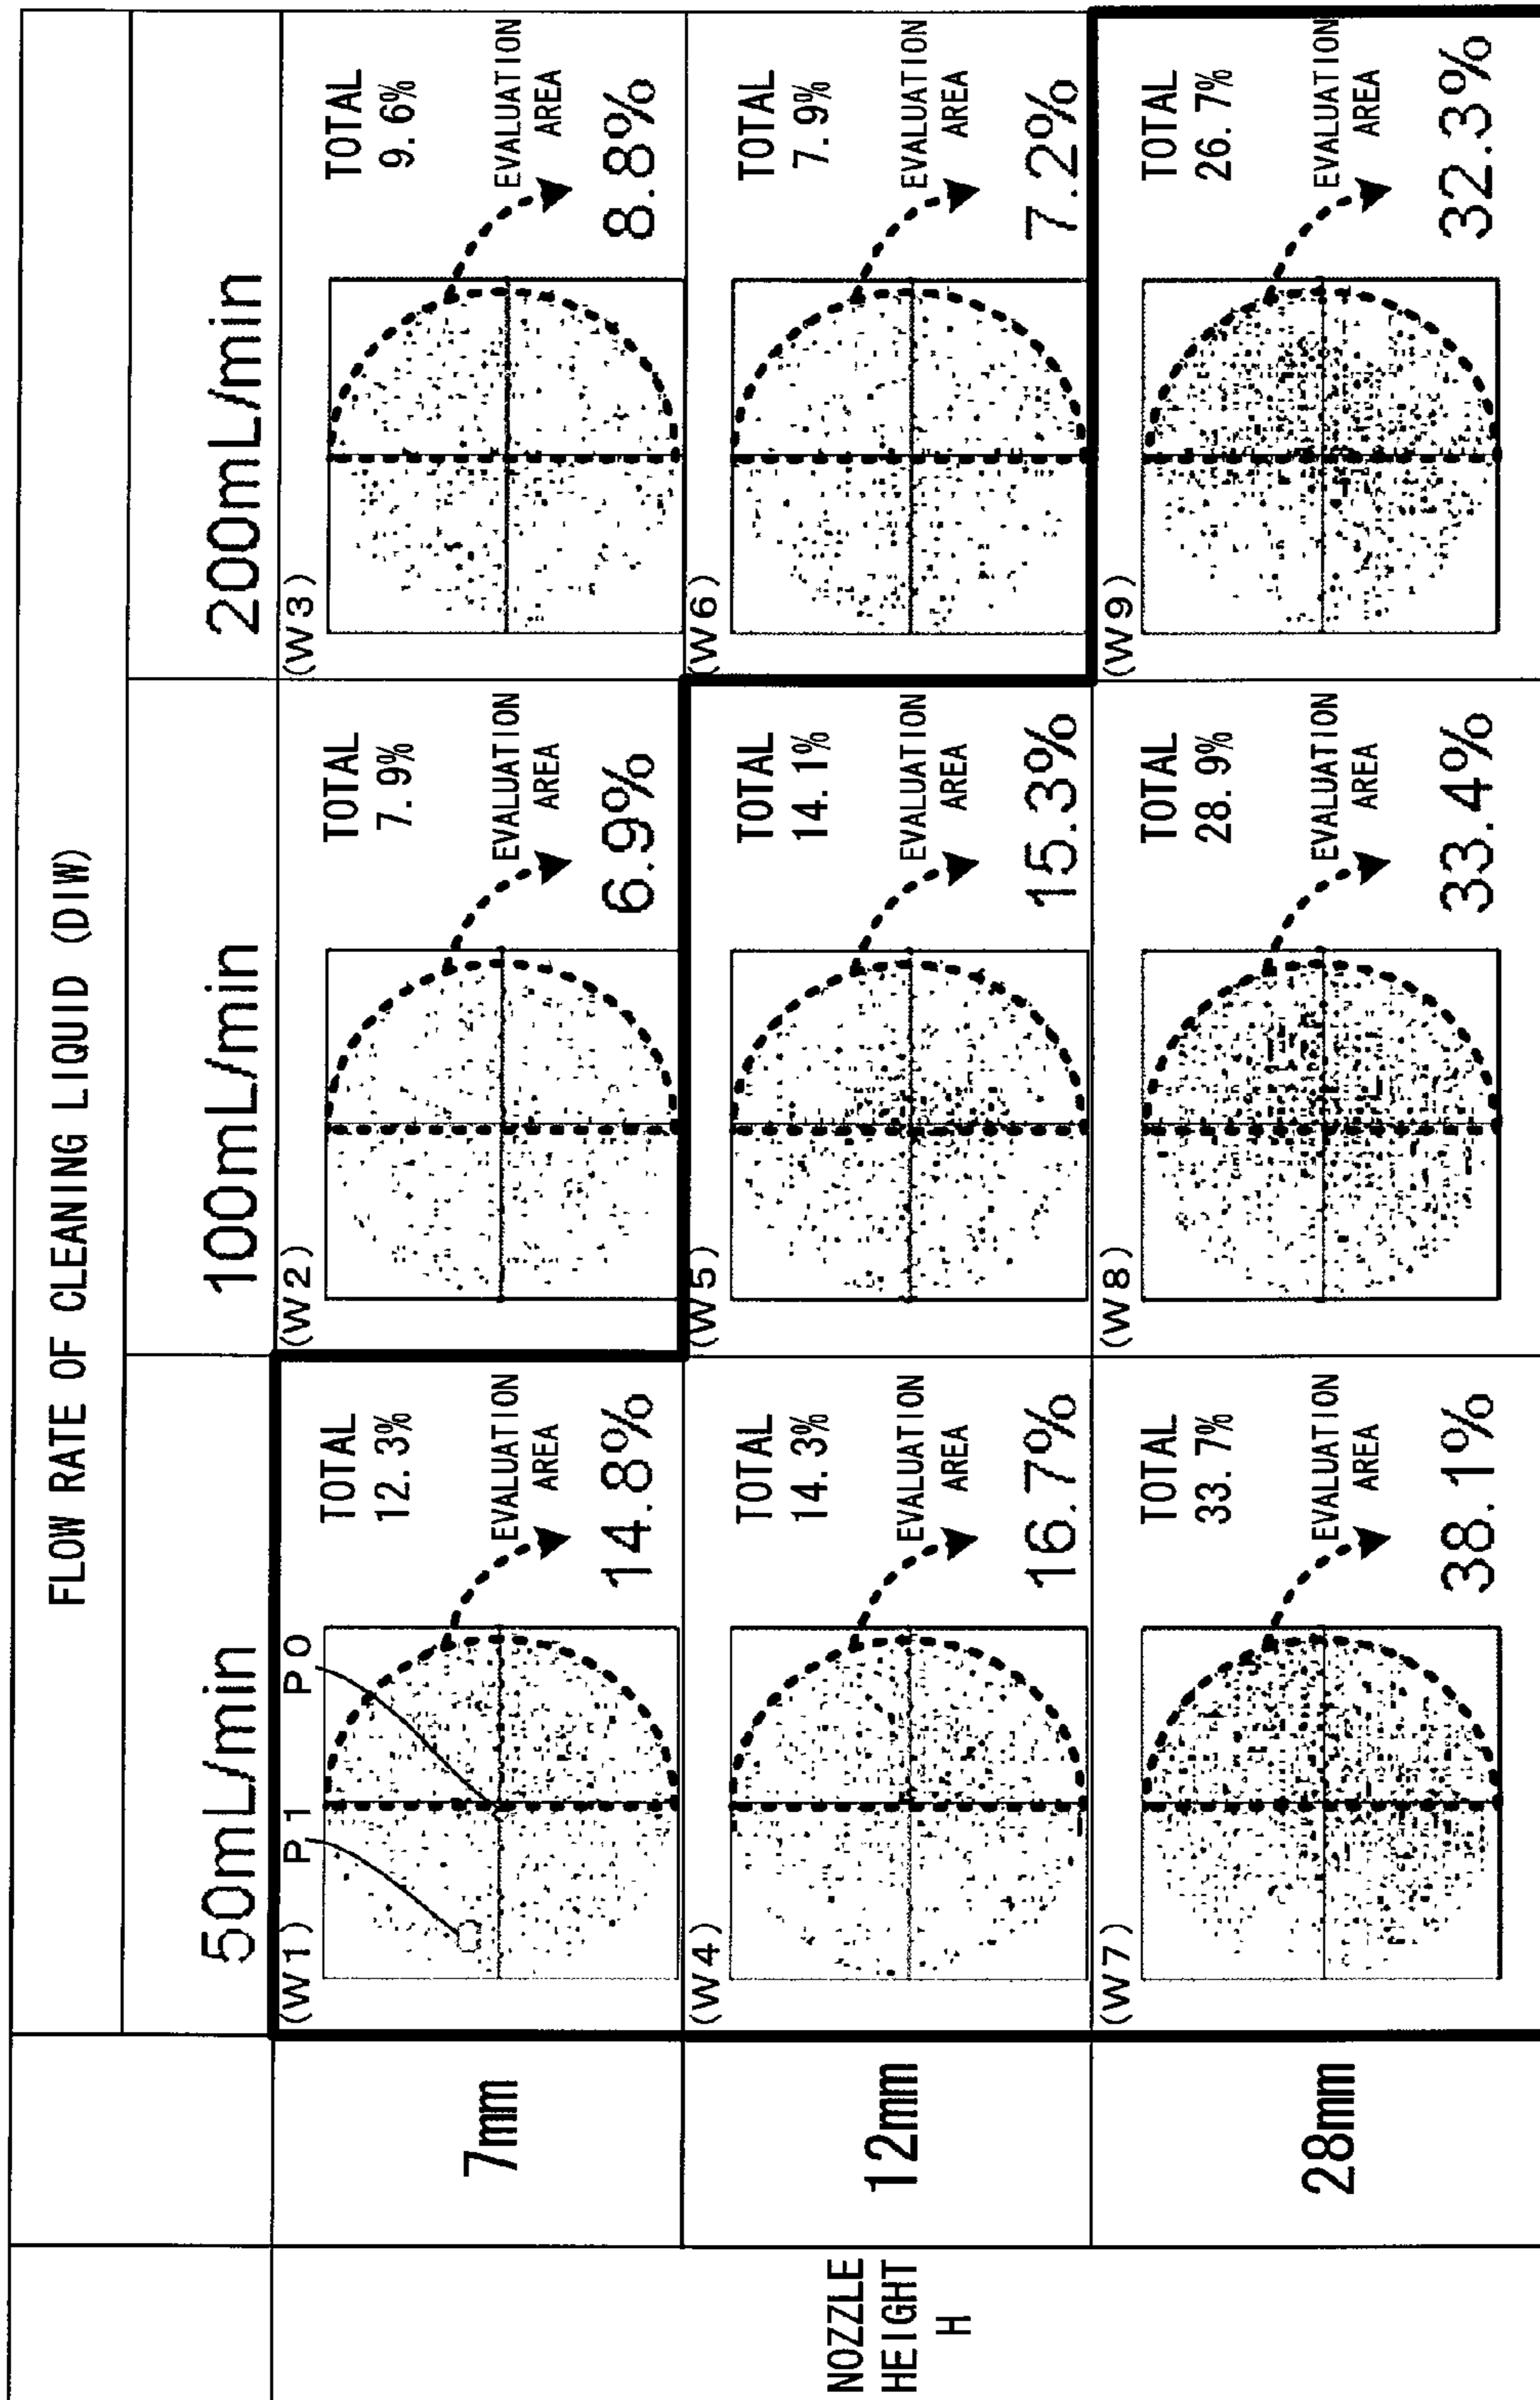 FLOW RATE OF CLEANING LIQUID (DIW)
50mL/min
100mL/min
200mL/min
NOZZLE
HEIGHT
H
7mm
(W1)
P1
P0
TOTAL
12.3%
EVALUATION
AREA
14.8%
(W2)
TOTAL
7.9%
EVALUATION
AREA
6.9%
(W3)
TOTAL
9.6%
EVALUATION
AREA
8.8%
12mm
(W4)
TOTAL
14.3%
EVALUATION
AREA
16.7%
(W5)
TOTAL
14.1%
EVALUATION
AREA
15.3%
(W6)
TOTAL
7.9%
EVALUATION
AREA
7.2%
28mm
(W7)
TOTAL
33.7%
EVALUATION
AREA
38.1%
(W8)
TOTAL
28.9%
EVALUATION
AREA
33.4%
(W9)
TOTAL
26.7%
EVALUATION
AREA
32.3%